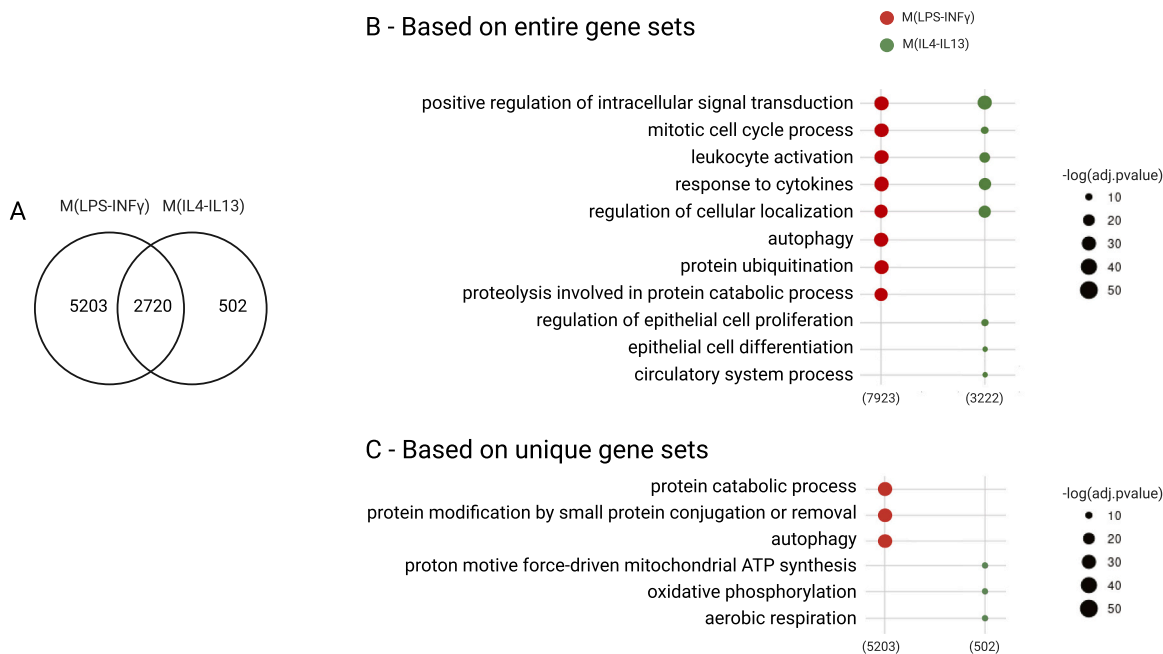 B - Based on entire gene sets
M(LPS-INFγ)
M(IL4-IL13)
positive regulation of intracellular signal transduction
mitotic cell cycle process
leukocyte activation
response to cytokines
regulation of cellular localization
autophagy
protein ubiquitination
proteolysis involved in protein catabolic process
regulation of epithelial cell proliferation
epithelial cell differentiation
circulatory system process
(7923) (3222)
-log(adj.pvalue)
10
20
30
40
50
A
M(LPS-INFγ) M(IL4-IL13)
5203 2720 502
C - Based on unique gene sets
protein catabolic process
protein modification by small protein conjugation or removal
autophagy
proton motive force-driven mitochondrial ATP synthesis
oxidative phosphorylation
aerobic respiration
(5203) (502)
-log(adj.pvalue)
10
20
30
40
50